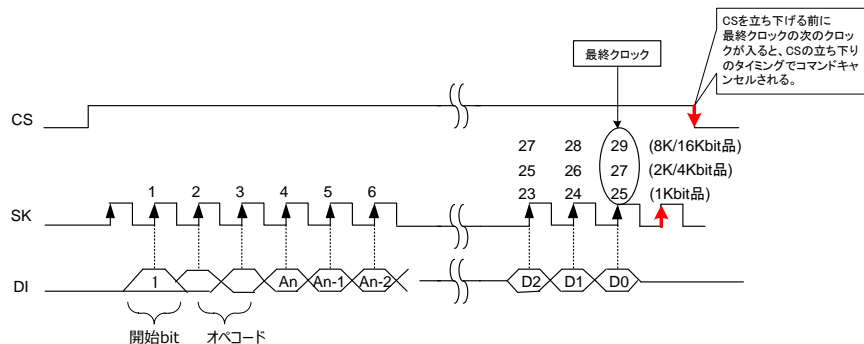 CSを立ち下げる前に
最終クロックの次のクロッ
クが入ると、CSの立ち下り
のタイミングでコマンドキャ
ンセルされる。
最終クロック
CS
27 28 29 (8K/16Kbit品)
25 26 27 (2K/4Kbit品)
23 24 25 (1Kbit品)
1 2 3 4 5 6
SK
DI
1 An An-1 An-2 D2 D1 D0
開始bit オペコード